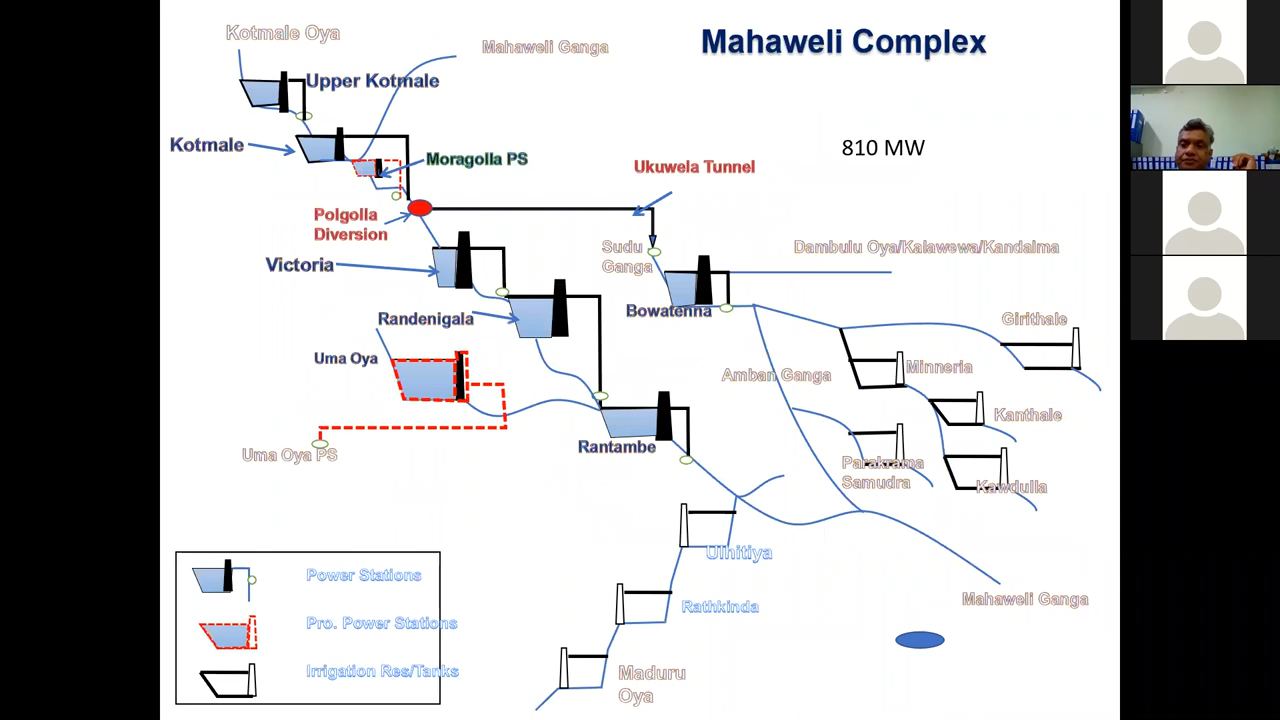 Mahaweli Complex
Kotmale Oya
Mahaweli Ganga
Upper Kotmale
810 MW
Kotmale
Moragolla PS
Ukuwela Tunnel
Polgolla
Diversion
Sudu
Ganga
Dambulu Oya/Kalawewa/Kandalma
Victoria
Bowatenna
Randenigala
Girithale
Uma Oya
Minneria
Amban Ganga
Kanthale
Rantambe
Uma Oya PS
Parakrama
Samudra
Kawdulla
Ulhitiya
Rathkinda
Mahaweli Ganga
Maduru
Oya
Power Stations
Pro. Power Stations
Irrigation Res/Tanks